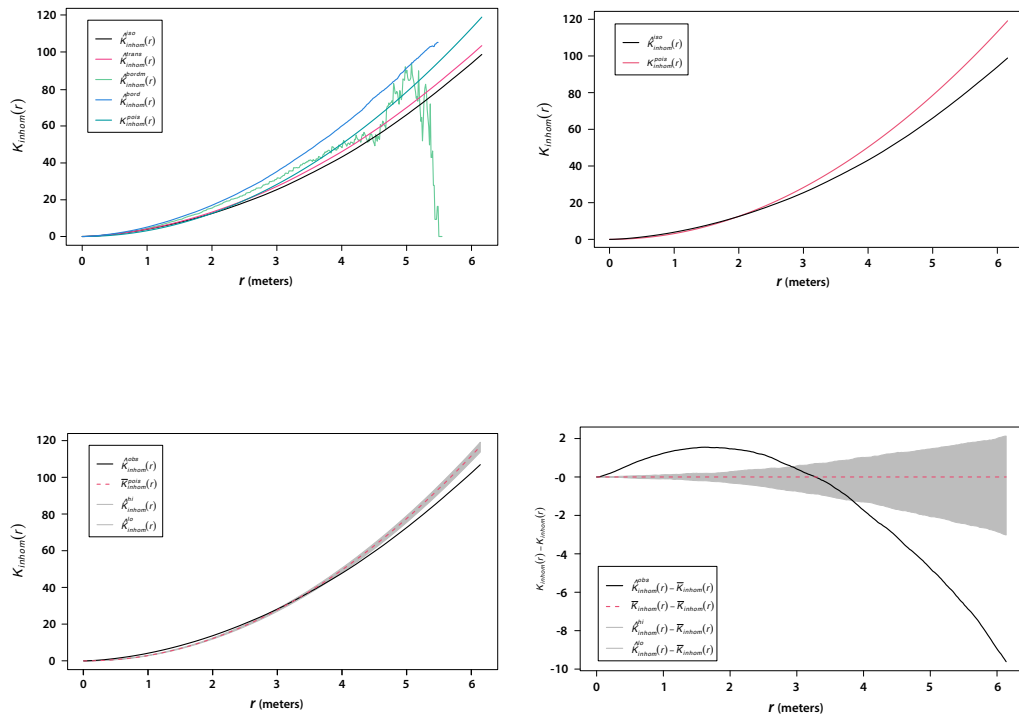 120
100
80
60
40
20
0
K_inhom(r)
K̂^iso_inhom(r)
K̂^trans_inhom(r)
K̂^bordm_inhom(r)
K̂^bord_inhom(r)
K^pois_inhom(r)
0 1 2 3 4 5 6
r (meters)
120
100
80
60
40
20
0
K_inhom(r)
K̂^iso_inhom(r)
K^pois_inhom(r)
0 1 2 3 4 5 6
r (meters)
120
100
80
60
40
20
0
K_inhom(r)
K̂^obs_inhom(r)
K̅^pois_inhom(r)
K̂^hi_inhom(r)
K̂^lo_inhom(r)
0 1 2 3 4 5 6
r (meters)
2
-0
-2
-4
-6
-8
-10
K_inhom(r) – K_inhom(r)
K̂^obs_inhom(r) – K̅_inhom(r)
K̅_inhom(r) – K̅_inhom(r)
K̂^hi_inhom(r) – K̅_inhom(r)
K̂^lo_inhom(r) – K̅_inhom(r)
0 1 2 3 4 5 6
r (meters)